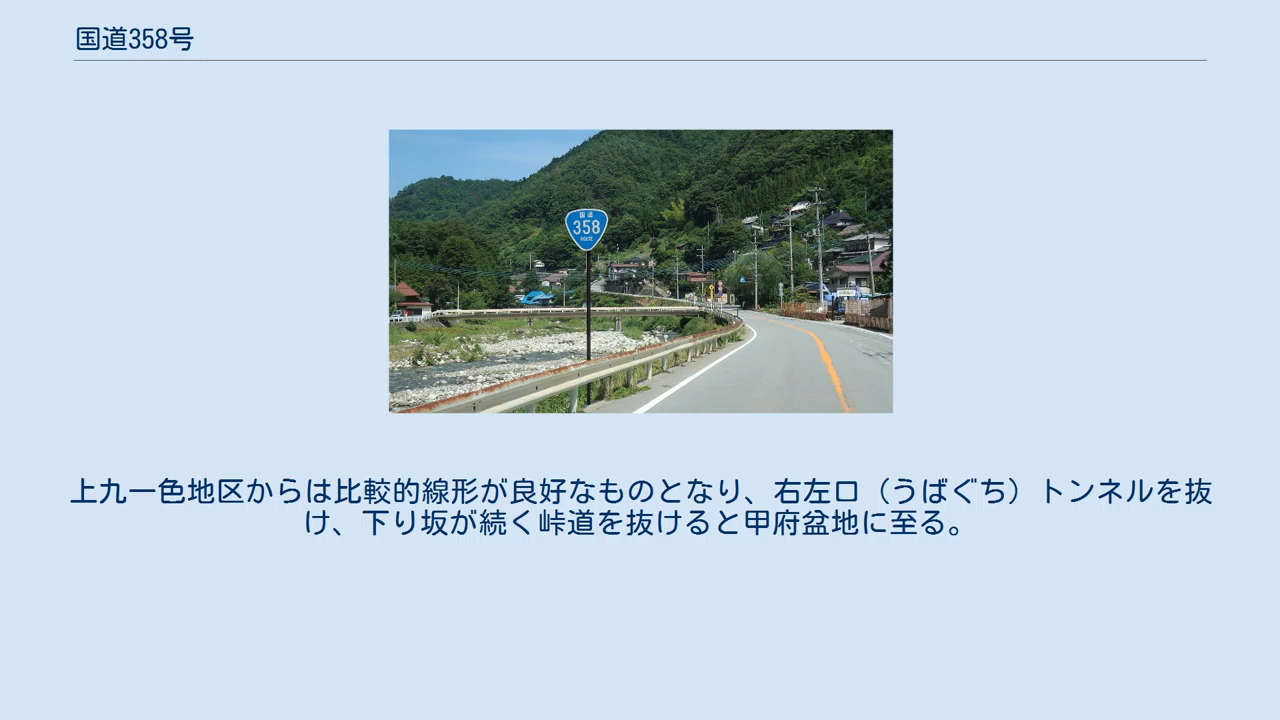 国道358号
国道
358
ROUTE
上九一色地区からは比較的線形が良好なものとなり、右左口（うばぐち）トンネルを抜
け、下り坂が続く峠道を抜けると甲府盆地に至る。